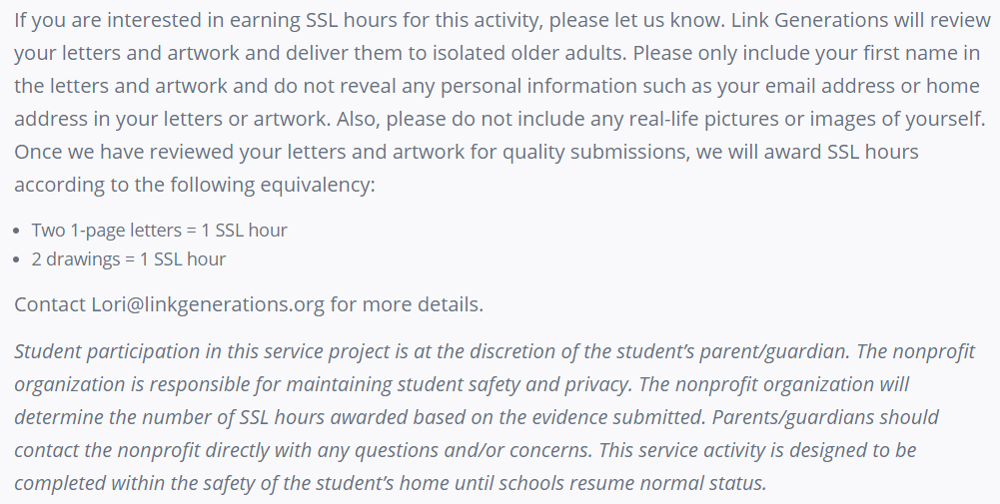 If you are interested in earning SSL hours for this activity, please let us know. Link Generations will review
your letters and artwork and deliver them to isolated older adults. Please only include your first name in
the letters and artwork and do not reveal any personal information such as your email address or home
address in your letters or artwork. Also, please do not include any real-life pictures or images of yourself.
Once we have reviewed your letters and artwork for quality submissions, we will award SSL hours
according to the following equivalency:
• Two 1-page letters = 1 SSL hour
• 2 drawings = 1 SSL hour
Contact Lori@linkgenerations.org for more details.
Student participation in this service project is at the discretion of the student’s parent/guardian. The nonprofit
organization is responsible for maintaining student safety and privacy. The nonprofit organization will
determine the number of SSL hours awarded based on the evidence submitted. Parents/guardians should
contact the nonprofit directly with any questions and/or concerns. This service activity is designed to be
completed within the safety of the student’s home until schools resume normal status.